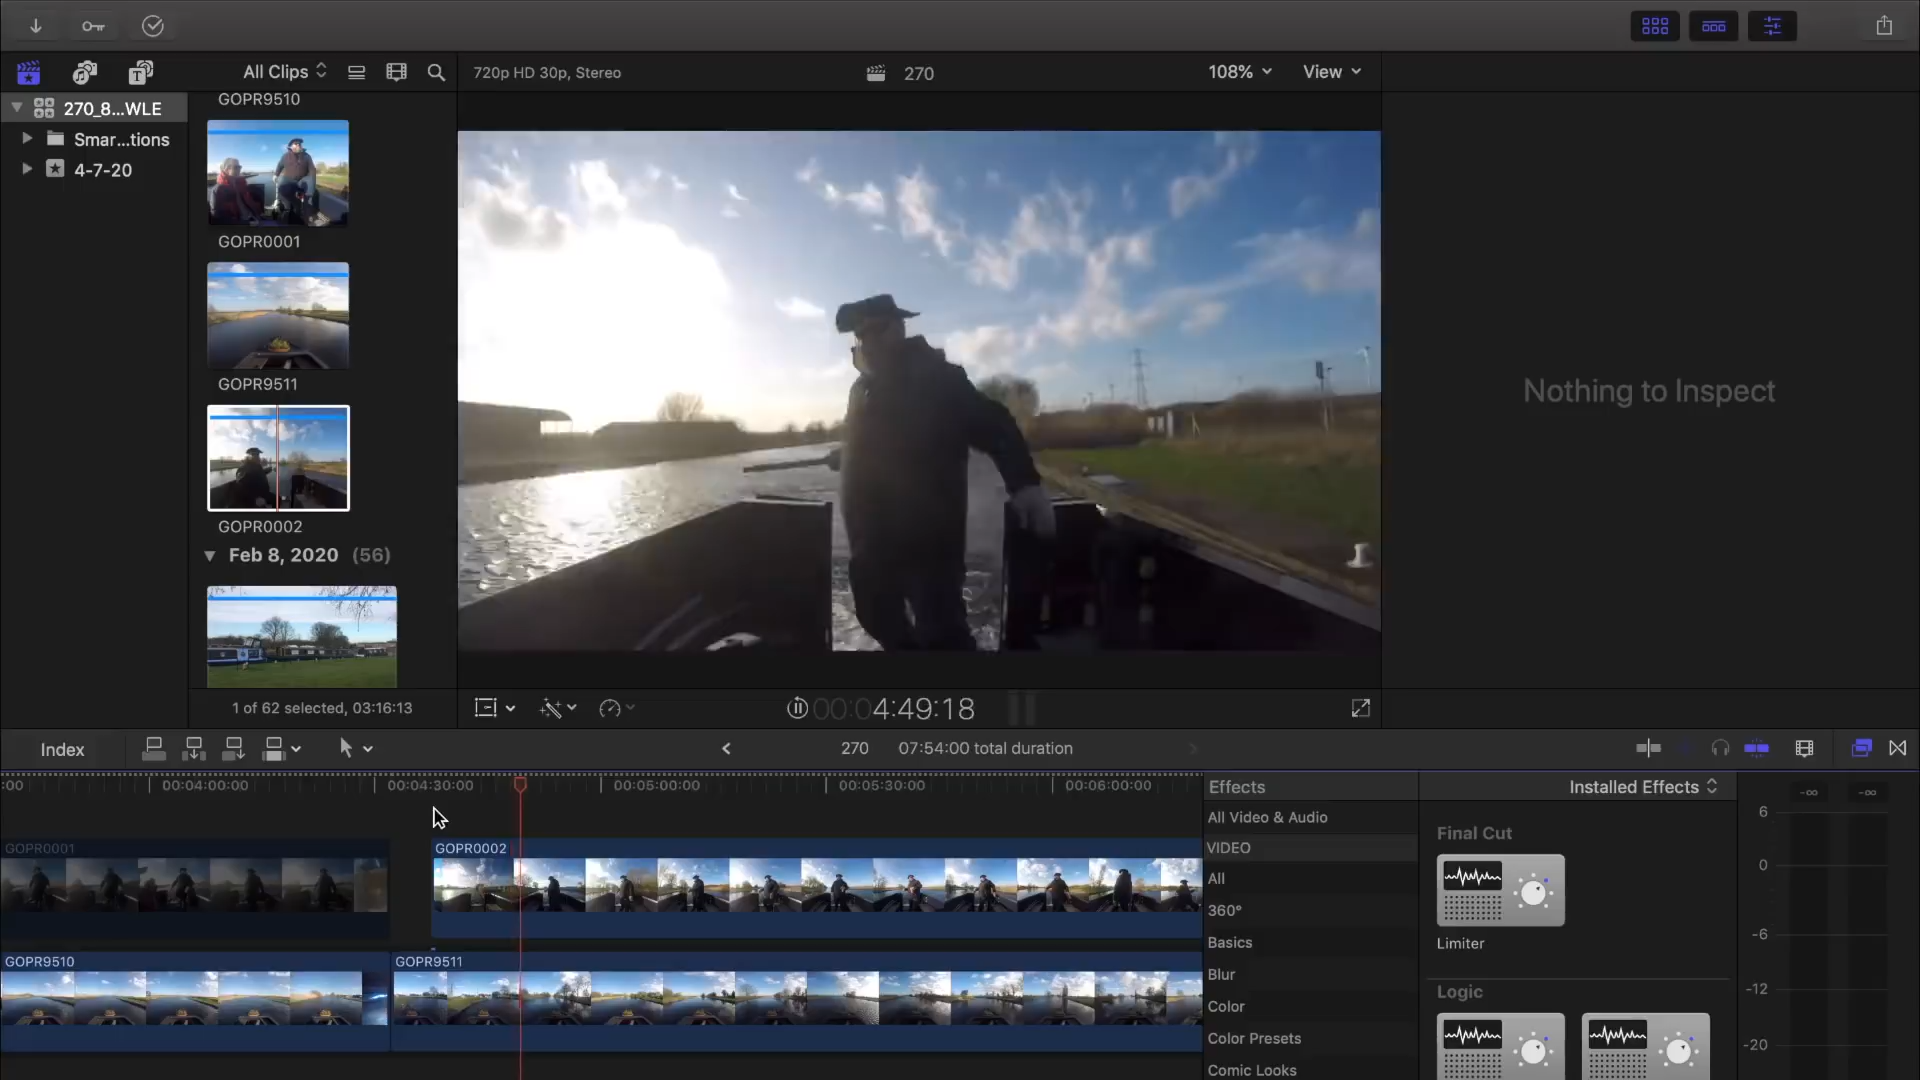 All Clips
720p HD 30p, Stereo
270
108%
View
270_8...WLE
Smar...tions
4-7-20
GOPR9510
GOPR0001
GOPR9511
GOPR0002
Feb 8, 2020 (56)
1 of 62 selected, 03:16:13
Nothing to Inspect
00:04:49:18
Index
270
07:54:00 total duration
:00
00:04:00:00
00:04:30:00
00:05:00:00
00:05:30:00
00:06:00:00
GOPR0001
GOPR0002
GOPR9510
GOPR9511
Effects
All Video & Audio
VIDEO
All
360°
Basics
Blur
Color
Color Presets
Comic Looks
Installed Effects
Final Cut
Limiter
Logic
-∞
-∞
6
0
-6
-12
-20